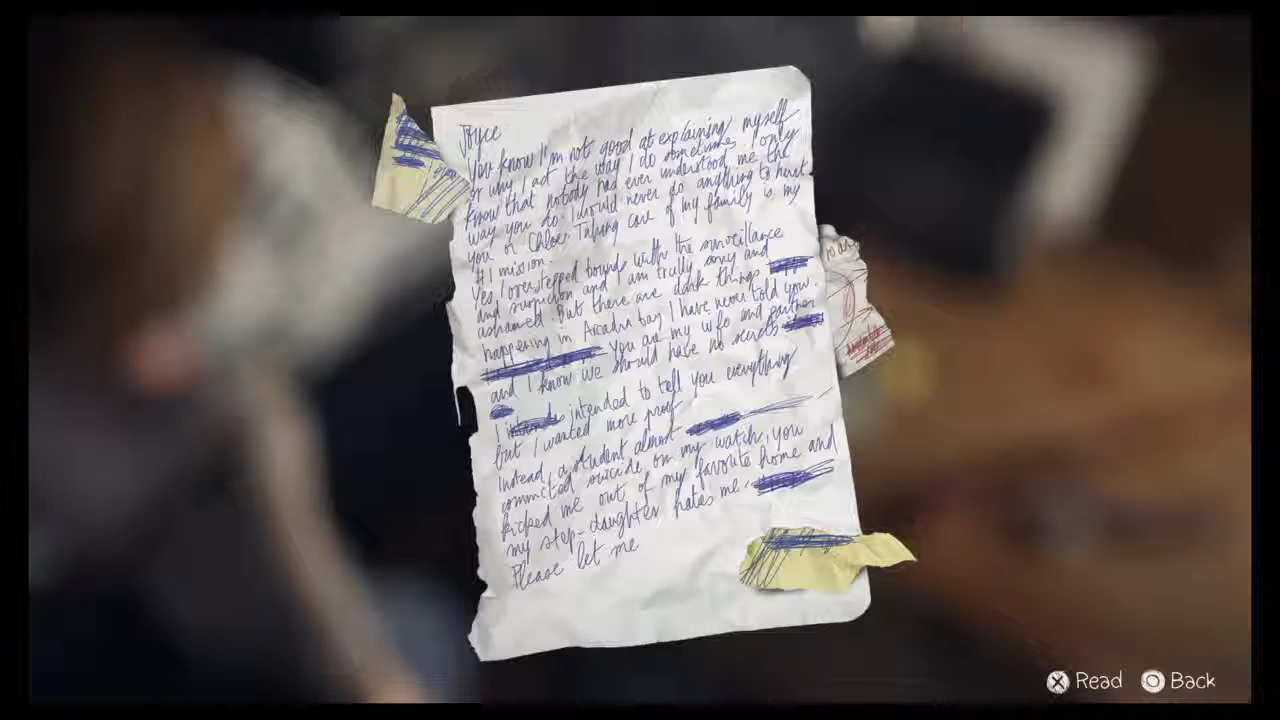 Joyce
You know I'm not good at explaining myself
or why I act the way I do sometimes. I only
know that nobody had ever understood me the
way you do. I would never do anything to hurt
you or Chloe. Taking care of my family is my
#1 mission.
Yes I overstepped bounds with the surveillance
and suspicion and I am truly sorry and
ashamed. But there are dark things
happening in Arcadia bay I have never told you.
You are my wife and partner
and I know we should have no secrets
I intended to tell you everything
but I wanted more proof
Instead a student almost
committed suicide on my watch, you
kicked me out of my favorite home and
my step-daughter hates me.
Please let me
Read
Back